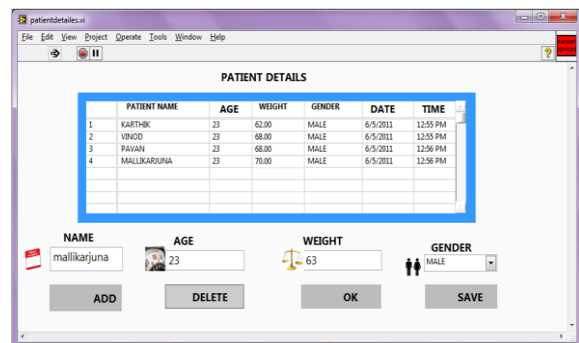 patientdetailes.vi
File Edit View Project Operate Tools Window Help
PATIENT DETAILS
PATIENT DETAILS
PATIENT NAME AGE WEIGHT GENDER DATE TIME
1 KARTHIK 23 62.00 MALE 6/5/2011 12:55 PM
2 VINOD 23 68.00 MALE 6/5/2011 12:55 PM
3 PAVAN 23 68.00 MALE 6/5/2011 12:56 PM
4 MALLIKARJUNA 23 70.00 MALE 6/5/2011 12:56 PM
NAME AGE WEIGHT GENDER
mallikarjuna 23 63 MALE
ADD DELETE OK SAVE